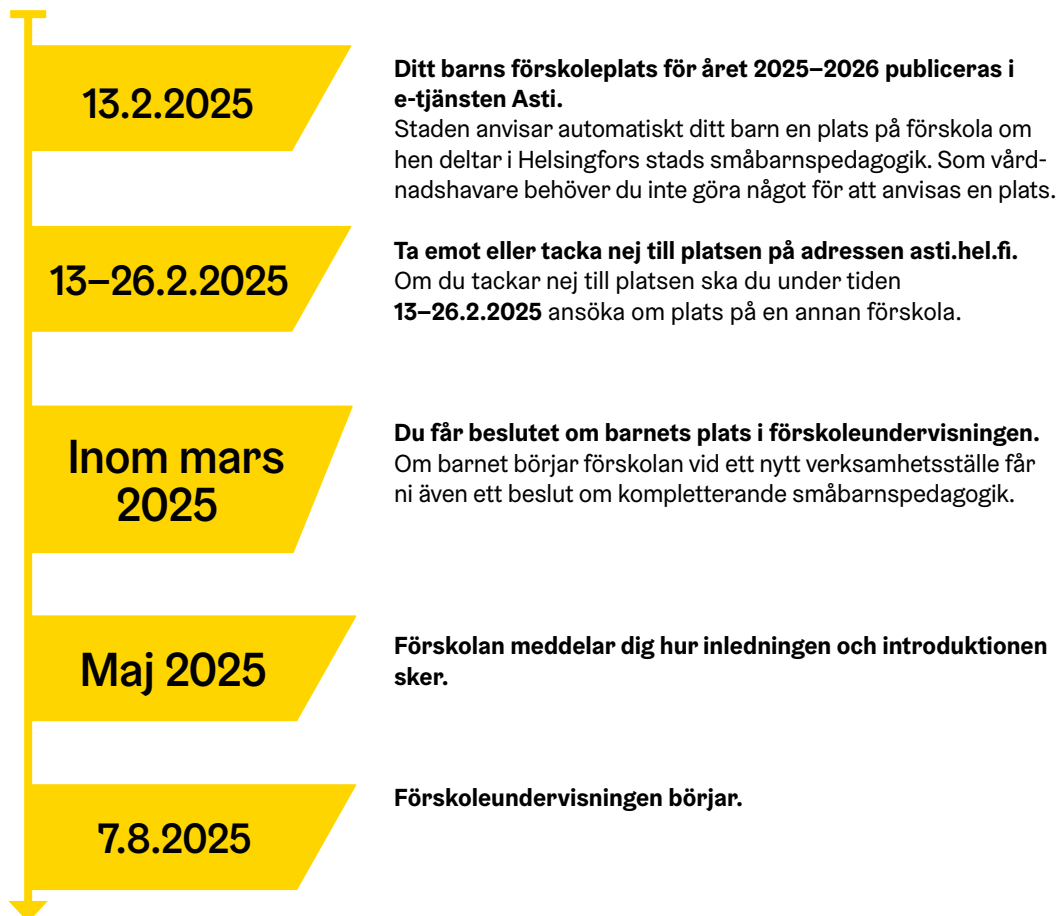 13.2.2025
Ditt barns förskoleplats för året 2025–2026 publiceras i
e-tjänsten Asti.
Staden anvisar automatiskt ditt barn en plats på förskola om
hen deltar i Helsingfors stads småbarnspedagogik. Som vård-
nadshavare behöver du inte göra något för att anvisas en plats.
13–26.2.2025
Ta emot eller tacka nej till platsen på adressen asti.hel.fi.
Om du tackar nej till platsen ska du under tiden
13–26.2.2025 ansöka om plats på en annan förskola.
Inom mars
2025
Du får beslutet om barnets plats i förskoleundervisningen.
Om barnet börjar förskolan vid ett nytt verksamhetsställe får
ni även ett beslut om kompletterande småbarnspedagogik.
Maj 2025
Förskolan meddelar dig hur inledningen och introduktionen
sker.
7.8.2025
Förskoleundervisningen börjar.